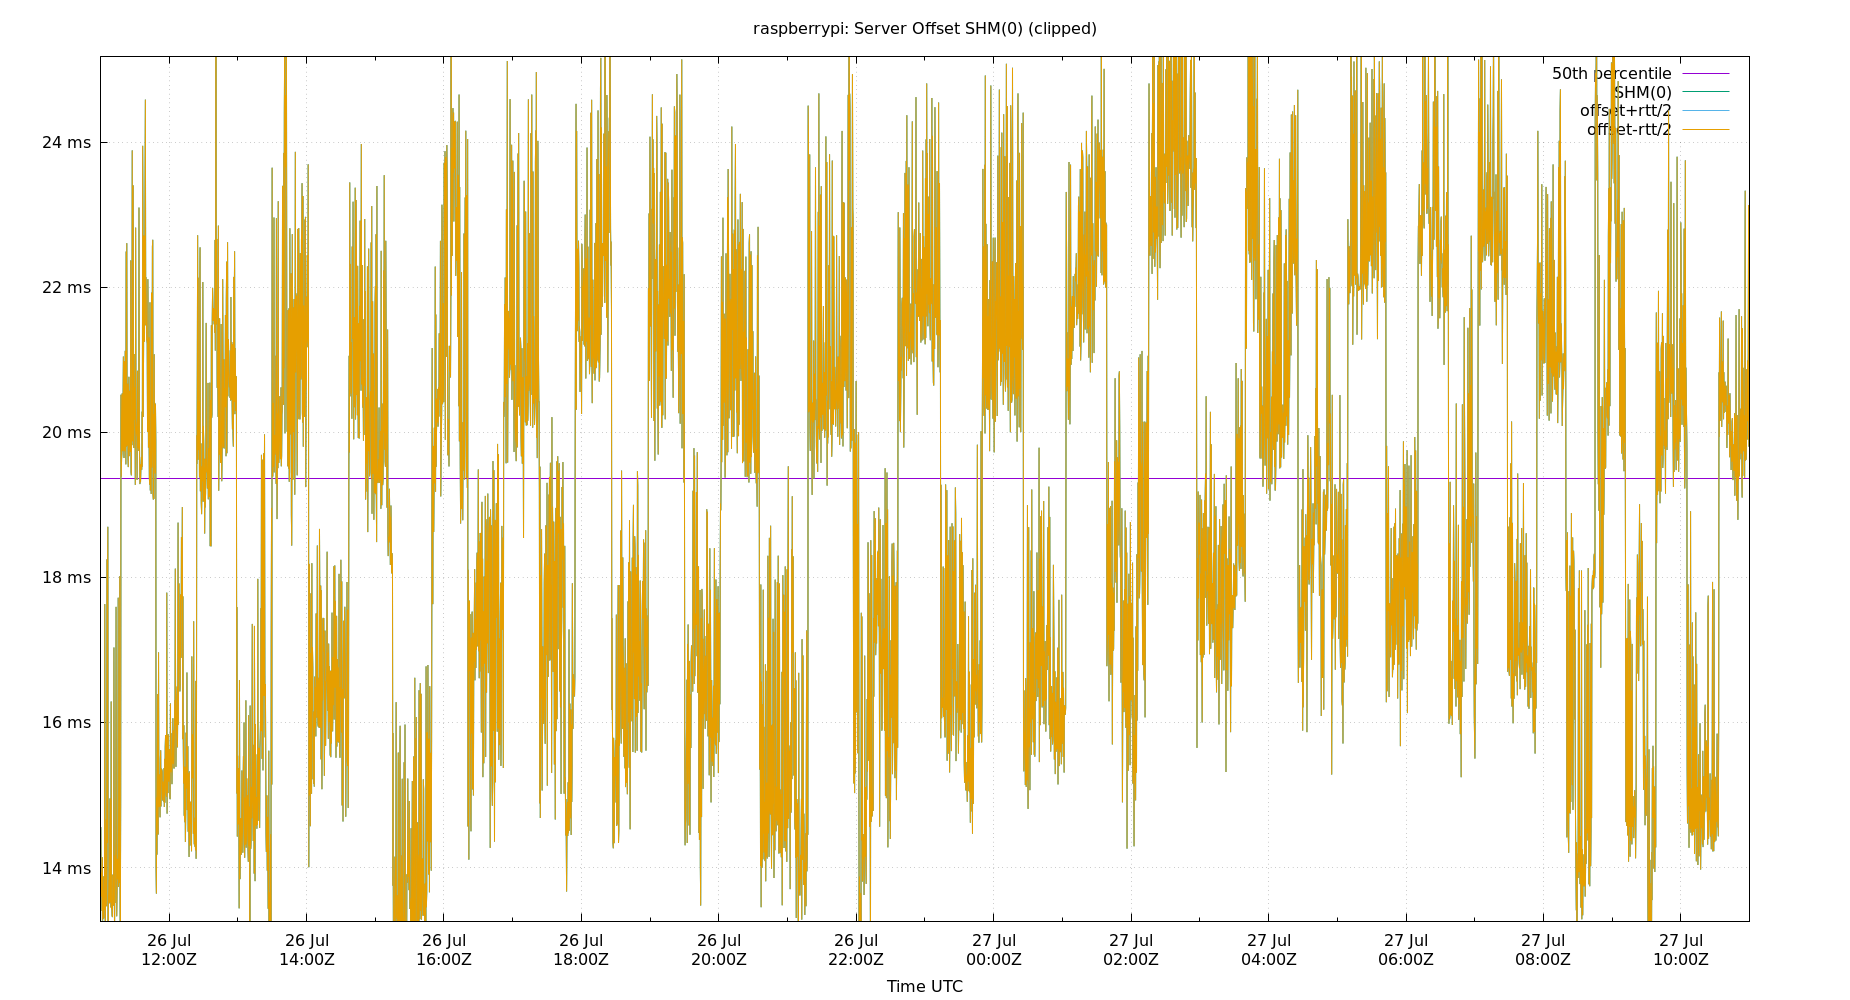 raspberrypi: Server Offset SHM(0) (clipped)
50th percentile
SHM(0)
offset+rtt/2
offset-rtt/2
24 ms
22 ms
20 ms
18 ms
16 ms
14 ms
26 Jul 26 Jul 26 Jul 26 Jul 26 Jul 26 Jul 27 Jul 27 Jul 27 Jul 27 Jul 27 Jul 27 Jul
12:00Z 14:00Z 16:00Z 18:00Z 20:00Z 22:00Z 00:00Z 02:00Z 04:00Z 06:00Z 08:00Z 10:00Z
Time UTC